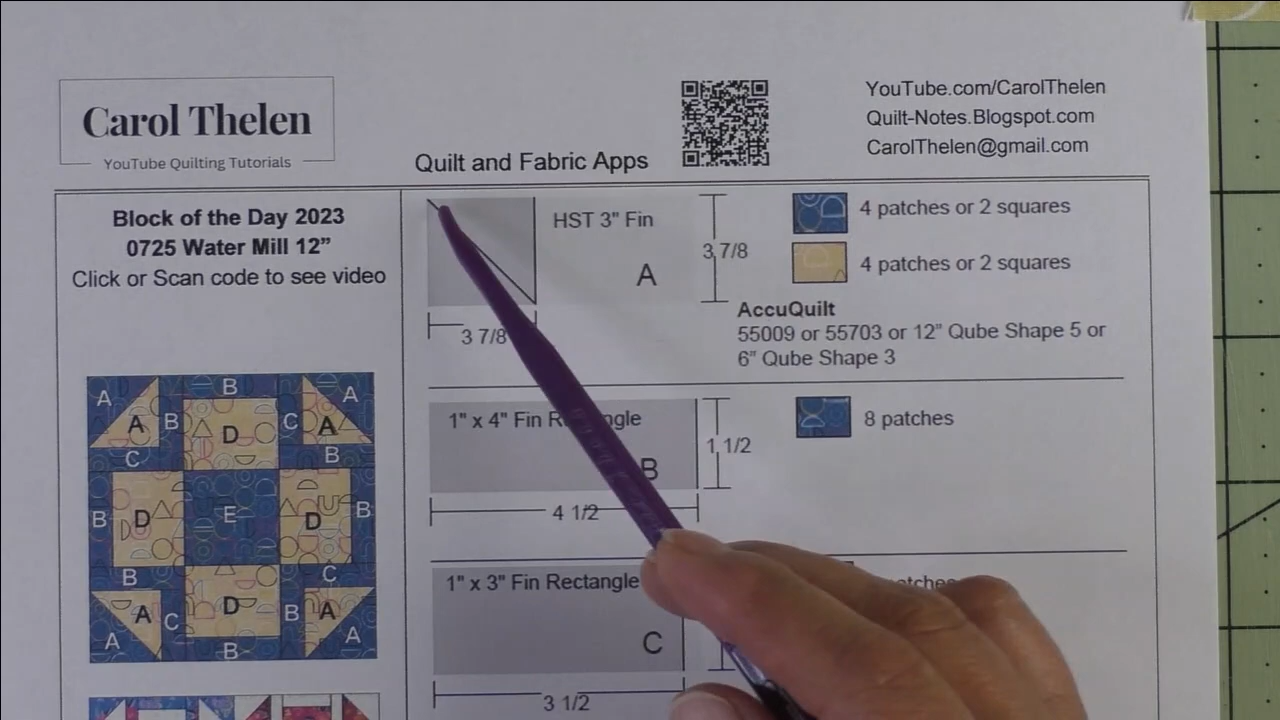 Carol Thelen
YouTube Quilting Tutorials
Quilt and Fabric Apps
YouTube.com/CarolThelen
Quilt-Notes.Blogspot.com
CarolThelen@gmail.com
Block of the Day 2023
0725 Water Mill 12”
Click or Scan code to see video
A B A
A B D C A
C B
B D E D B
B C
A C D B A
A B A
HST 3" Fin
A
3 7/8
3 7/8
4 patches or 2 squares
4 patches or 2 squares
AccuQuilt
55009 or 55703 or 12” Qube Shape 5 or
6” Qube Shape 3
1" x 4" Fin
B
1 1/2
4 1/2
8 patches
1" x 3" Fin Rectangle
C
3 1/2